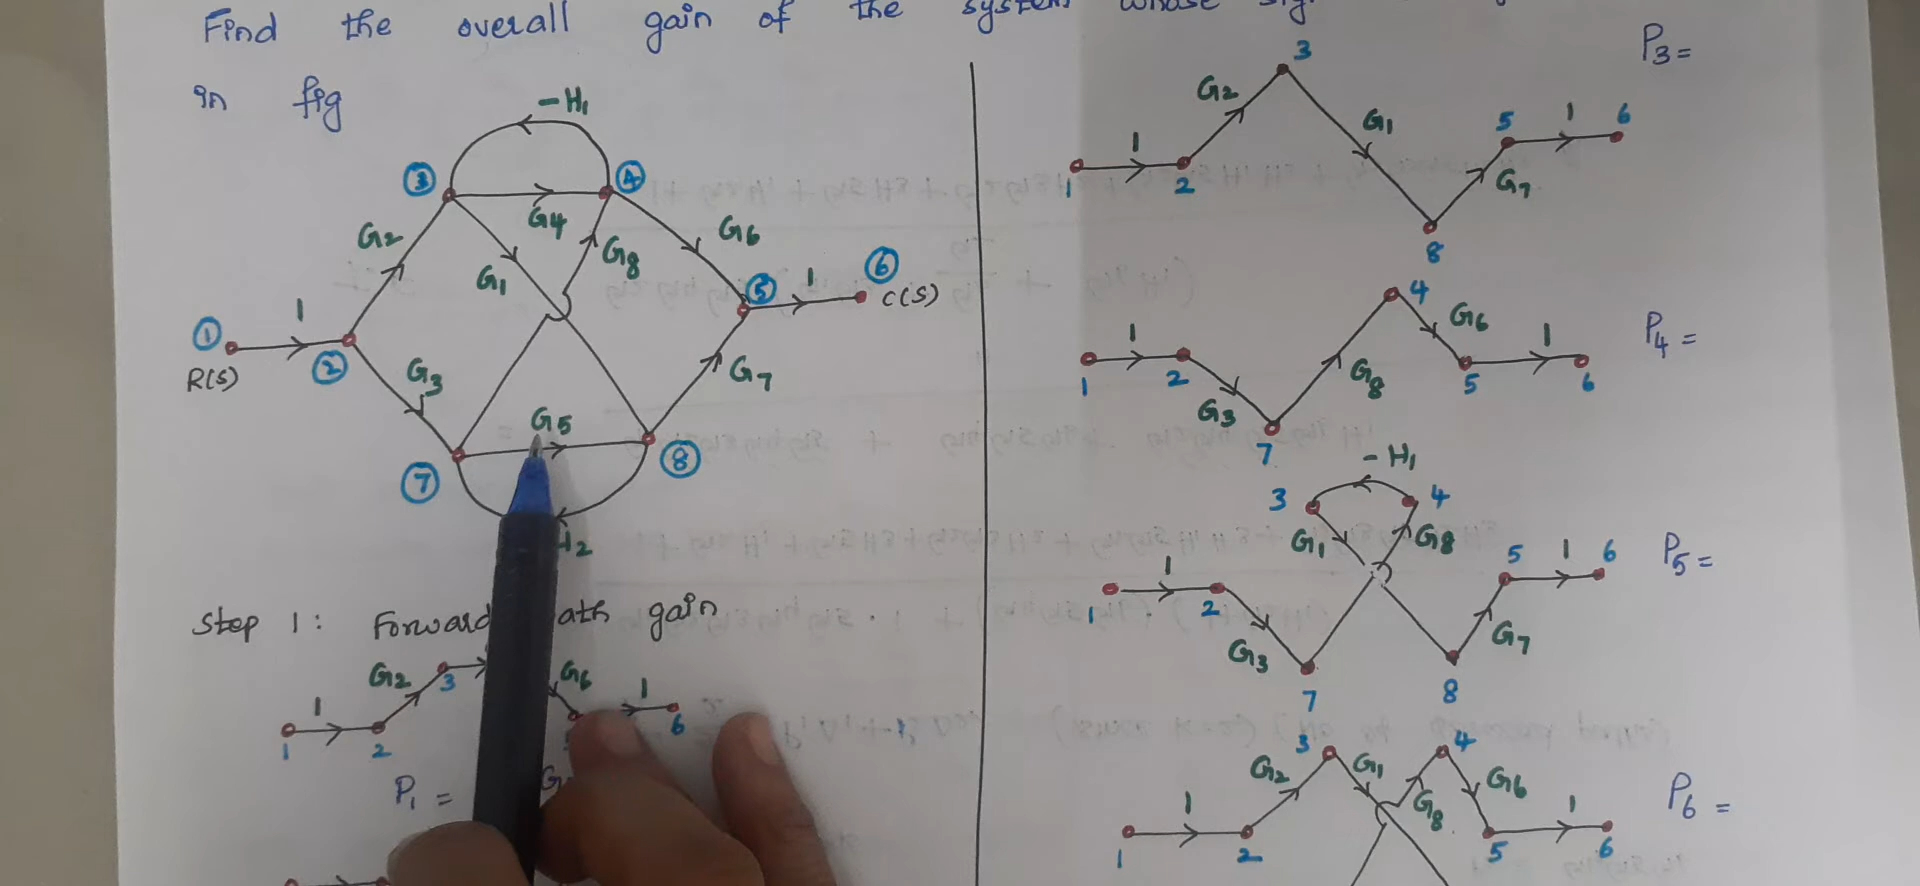 Find the overall gain of the system whose
in fig
-H1
3
4
G2
G4
G8
G6
G1
1
R(S)
1
2
G3
5
1
6
C(S)
G5
G7
7
8
Step 1: Forward gain
1
G2
3
G6
1
1
2
6
P1 =
3
P3 =
G2
G1
1
5
1
6
1
2
G7
8
4
G6
P4 =
1
1
1
2
G3
G8
5
6
7
-H1
3
4
G1
G8
1
5
1
6
P5 =
1
2
G3
G7
7
8
3
4
G2
G1
G8
G6
P6 =
1
1
1
2
5
6